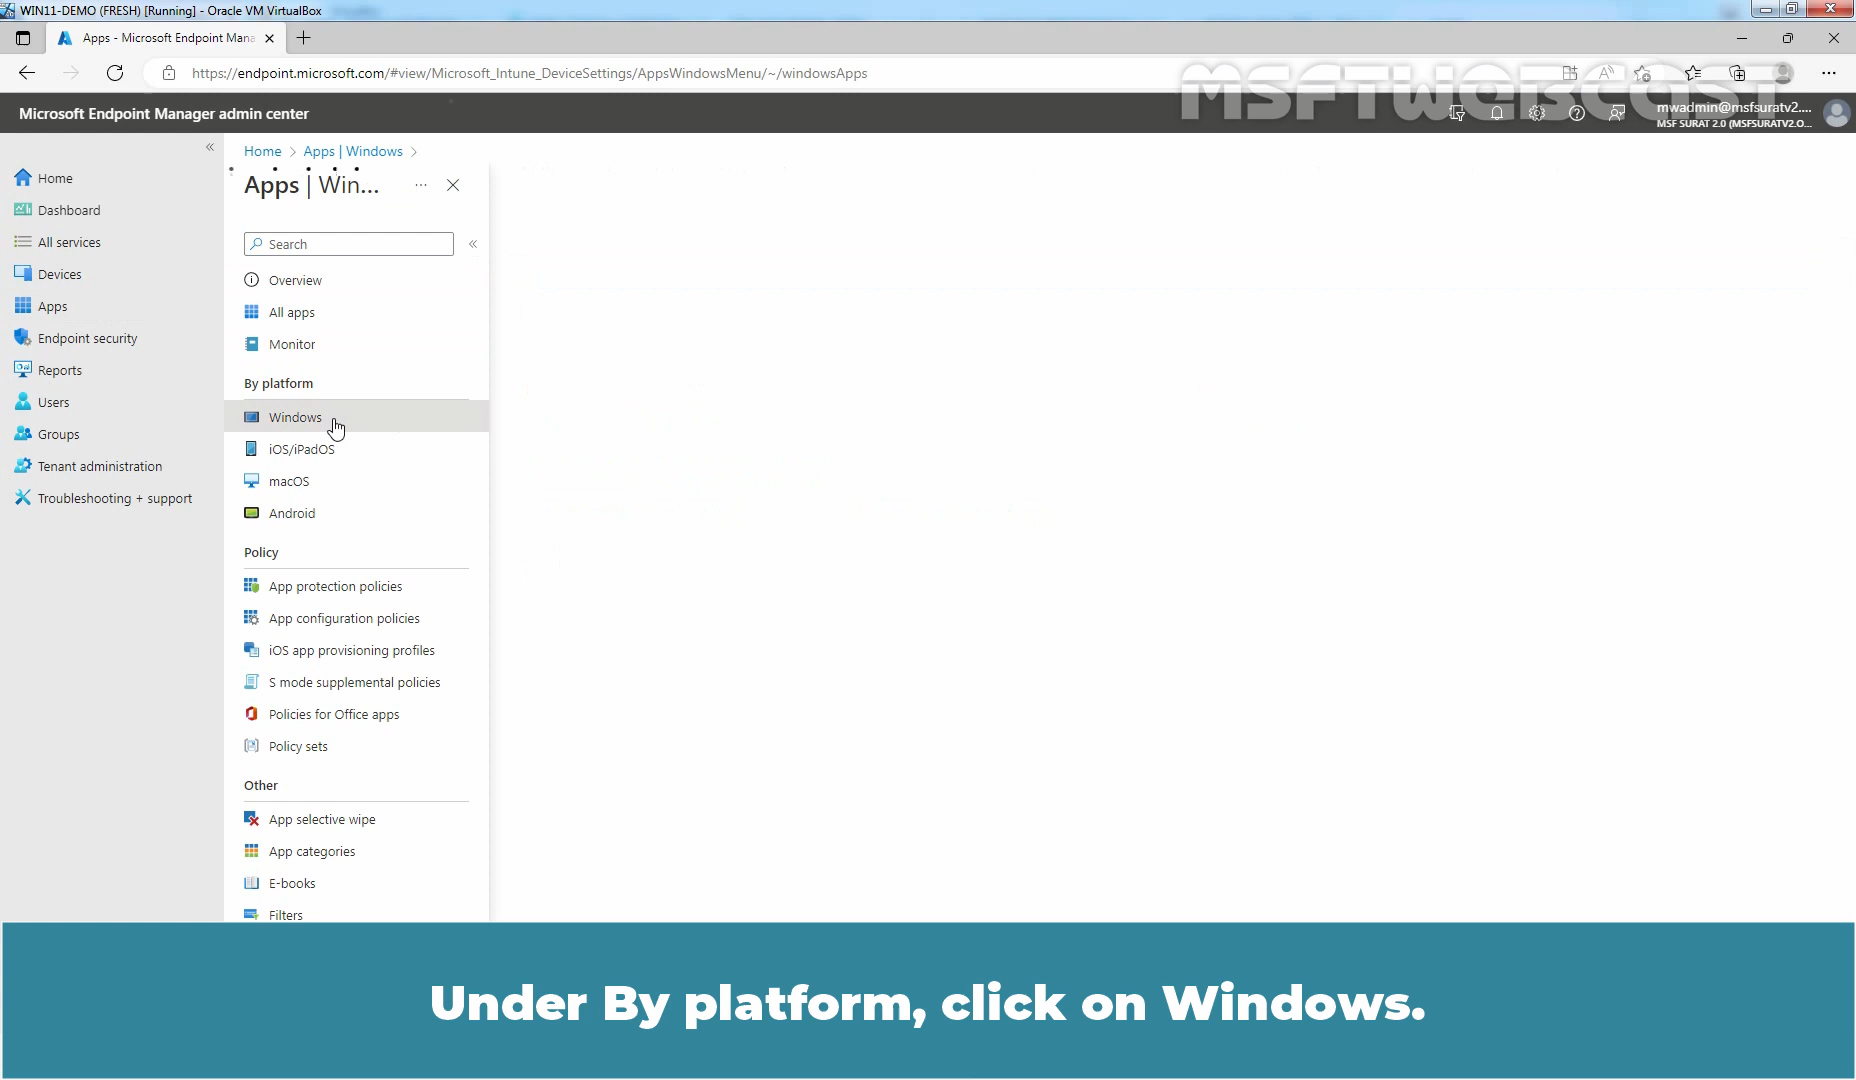 WIN11-DEMO (FRESH) [Running] - Oracle VM VirtualBox
Apps - Microsoft Endpoint Mana
https://endpoint.microsoft.com/#view/Microsoft_Intune_DeviceSettings/AppsWindowsMenu/~/windowsApps
MSFTWEBCAST
Microsoft Endpoint Manager admin center
mwadmin@msfsuratv2....
MSF SURAT 2.0 (MSFSURATV2.O...
Home
Dashboard
All services
Devices
Apps
Endpoint security
Reports
Users
Groups
Tenant administration
Troubleshooting + support
Home > Apps | Windows >
Apps | Win...
Search
Overview
All apps
Monitor
By platform
Windows
iOS/iPadOS
macOS
Android
Policy
App protection policies
App configuration policies
iOS app provisioning profiles
S mode supplemental policies
Policies for Office apps
Policy sets
Other
App selective wipe
App categories
E-books
Filters
Under By platform, click on Windows.